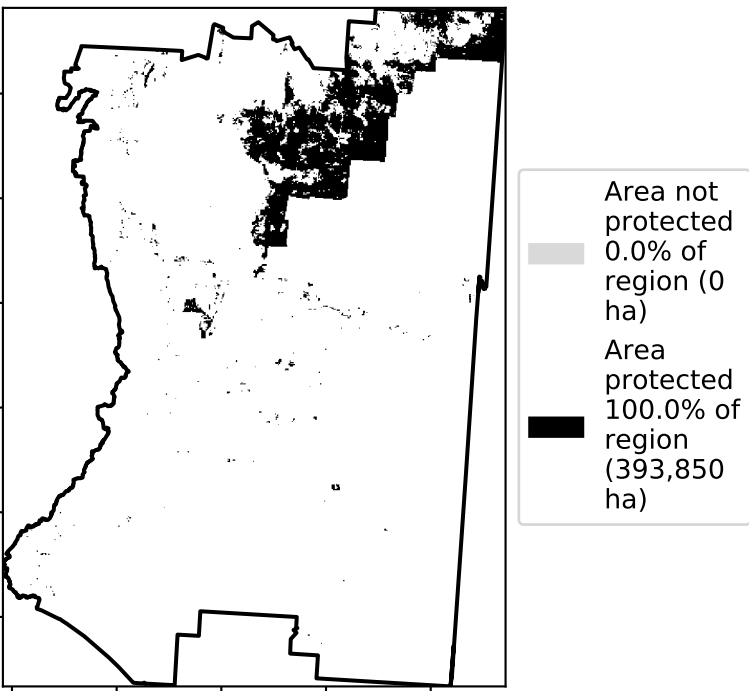 Area not
protected
0.0% of
region (0
ha)
Area
protected
100.0% of
region
(393,850
ha)